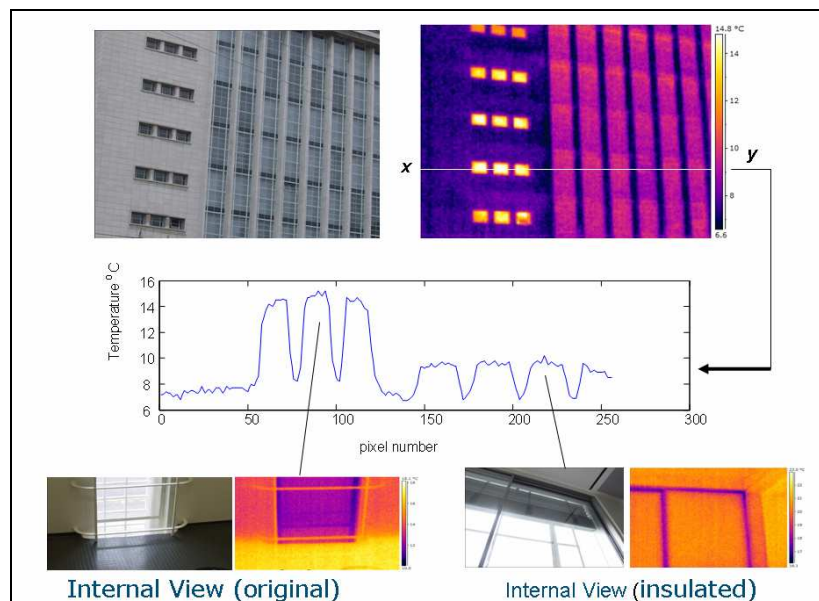 14.8 °C
14
12
10
8
6.6
x
y
Temperature °C
16
14
12
10
8
6
0
50
100
150
200
250
300
pixel number
Internal View (original)
Internal View (insulated)